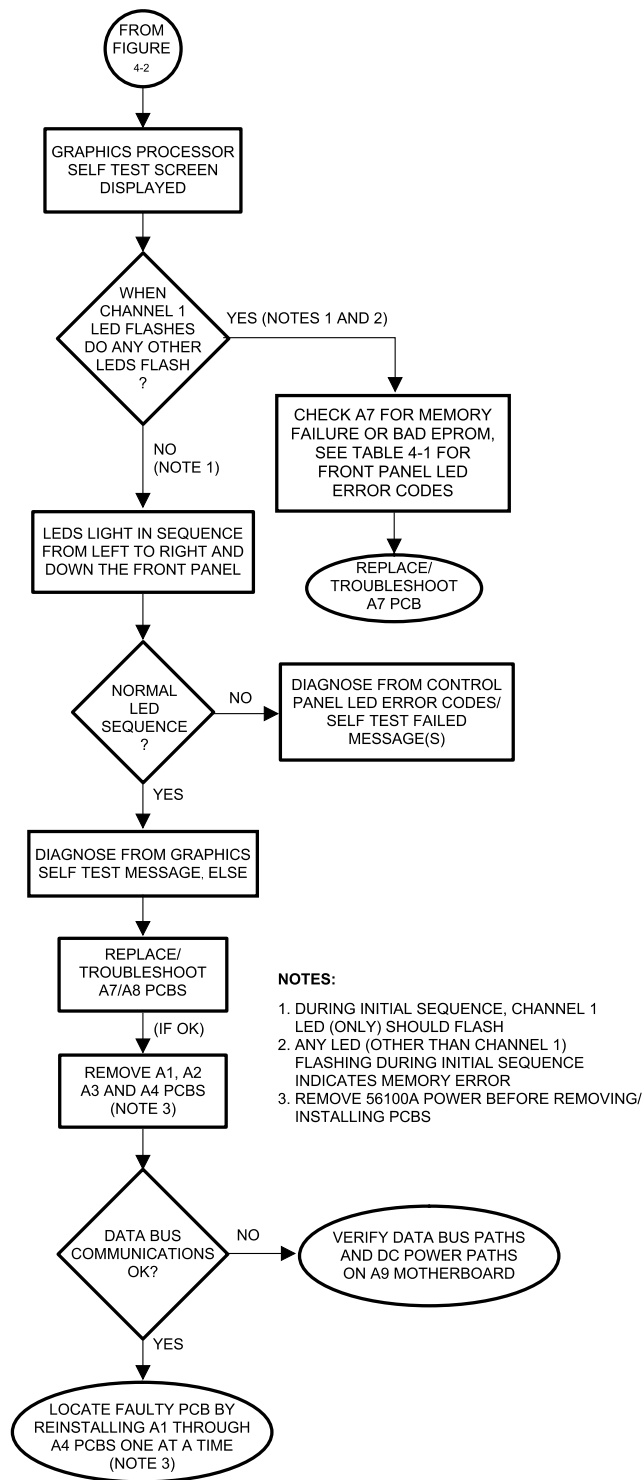 FROM
FIGURE
4-2
GRAPHICS PROCESSOR
SELF TEST SCREEN
DISPLAYED
WHEN
CHANNEL 1
LED FLASHES
DO ANY OTHER
LEDS FLASH
?
YES (NOTES 1 AND 2)
CHECK A7 FOR MEMORY
FAILURE OR BAD EPROM,
SEE TABLE 4-1 FOR
FRONT PANEL LED
ERROR CODES
REPLACE/
TROUBLESHOOT
A7 PCB
NO
(NOTE 1)
LEDS LIGHT IN SEQUENCE
FROM LEFT TO RIGHT AND
DOWN THE FRONT PANEL
NORMAL
LED
SEQUENCE
?
NO
DIAGNOSE FROM CONTROL
PANEL LED ERROR CODES/
SELF TEST FAILED
MESSAGE(S)
YES
DIAGNOSE FROM GRAPHICS
SELF TEST MESSAGE, ELSE
REPLACE/
TROUBLESHOOT
A7/A8 PCBS
(IF OK)
REMOVE A1, A2
A3 AND A4 PCBS
(NOTE 3)
NOTES:
1. DURING INITIAL SEQUENCE, CHANNEL 1
LED (ONLY) SHOULD FLASH
2. ANY LED (OTHER THAN CHANNEL 1)
FLASHING DURING INITIAL SEQUENCE
INDICATES MEMORY ERROR
3. REMOVE 56100A POWER BEFORE REMOVING/
INSTALLING PCBS
DATA BUS
COMMUNICATIONS
OK?
NO
VERIFY DATA BUS PATHS
AND DC POWER PATHS
ON A9 MOTHERBOARD
YES
LOCATE FAULTY PCB BY
REINSTALLING A1 THROUGH
A4 PCBS ONE AT A TIME
(NOTE 3)